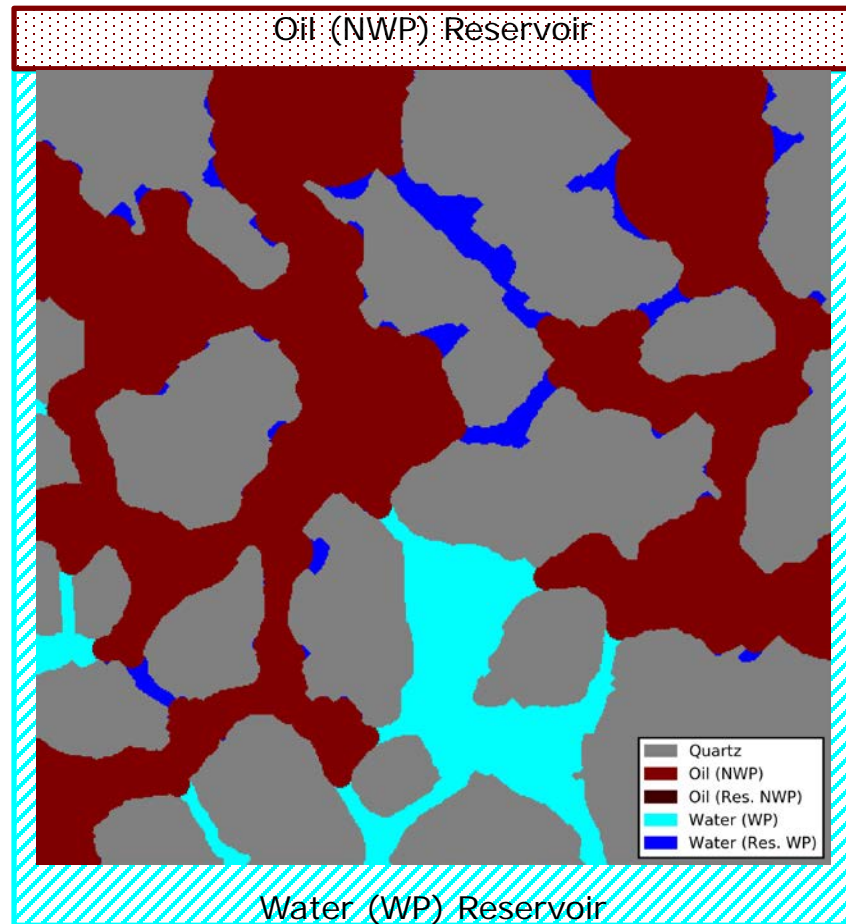 Oil (NWP) Reservoir
Quartz
Oil (NWP)
Oil (Res. NWP)
Water (WP)
Water (Res. WP)
Water (WP) Reservoir